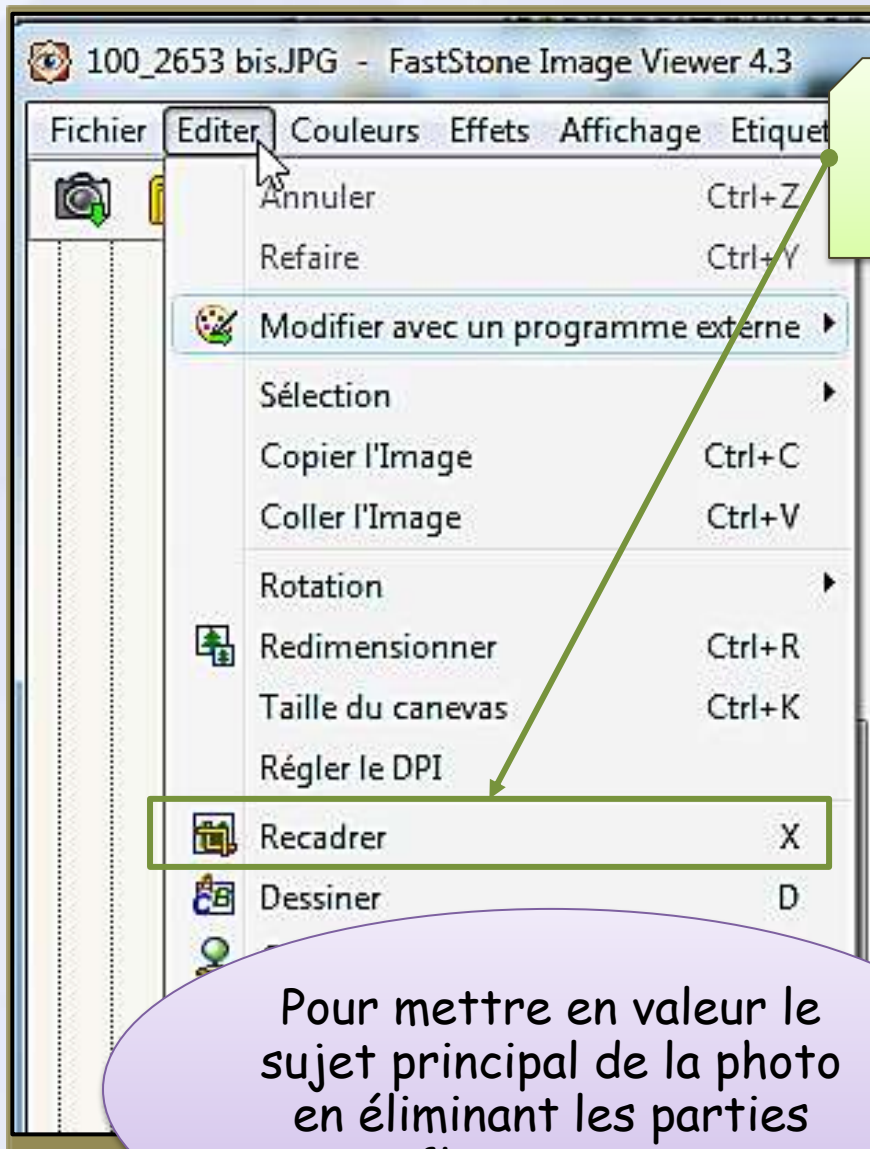 100_2653 bis.JPG - FastStone Image Viewer 4.3
Fichier Editer Couleurs Effets Affichage Etiquet
Annuler Ctrl+Z
Refaire Ctrl+Y
Modifier avec un programme externe
Sélection
Copier l'Image Ctrl+C
Coller l'Image Ctrl+V
Rotation
Redimensionner Ctrl+R
Taille du canevas Ctrl+K
Régler le DPI
Recadrer X
Dessiner D
Pour mettre en valeur le
sujet principal de la photo
en éliminant les parties